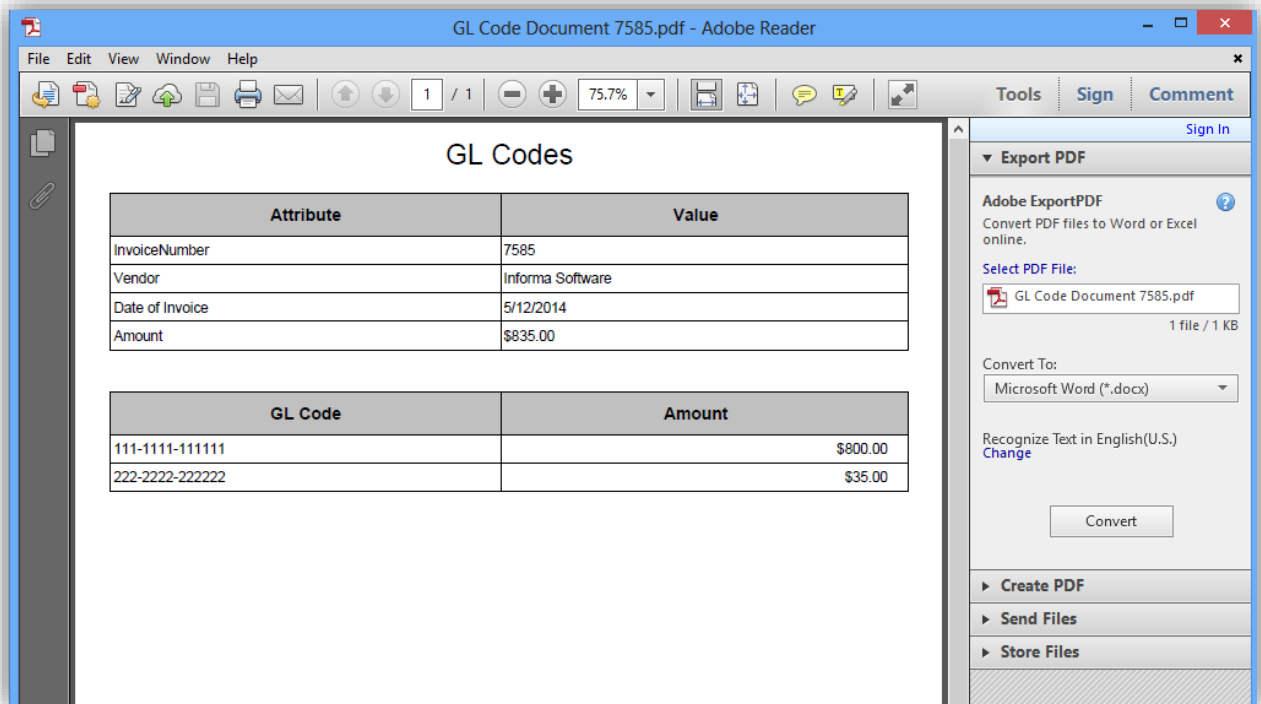 GL Code Document 7585.pdf - Adobe Reader
File Edit View Window Help
1 / 1 75.7% Tools Sign Comment
Sign In
GL Codes
Attribute Value
InvoiceNumber 7585
Vendor Informa Software
Date of Invoice 5/12/2014
Amount $835.00
GL Code Amount
111-1111-111111 $800.00
222-2222-222222 $35.00
Export PDF
Adobe ExportPDF
Convert PDF files to Word or Excel
online.
Select PDF File:
GL Code Document 7585.pdf
1 file / 1 KB
Convert To:
Microsoft Word (*.docx)
Recognize Text in English(U.S.)
Change
Convert
Create PDF
Send Files
Store Files